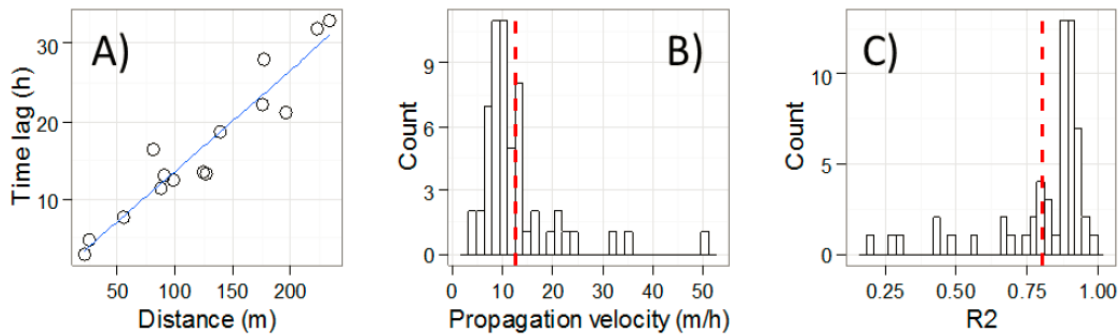 A)
Time lag (h)
30
20
10
50 100 150 200
Distance (m)
B)
Count
9
6
3
0
0 10 20 30 40 50
Propagation velocity (m/h)
C)
Count
10
5
0
0.25 0.50 0.75 1.00
R2